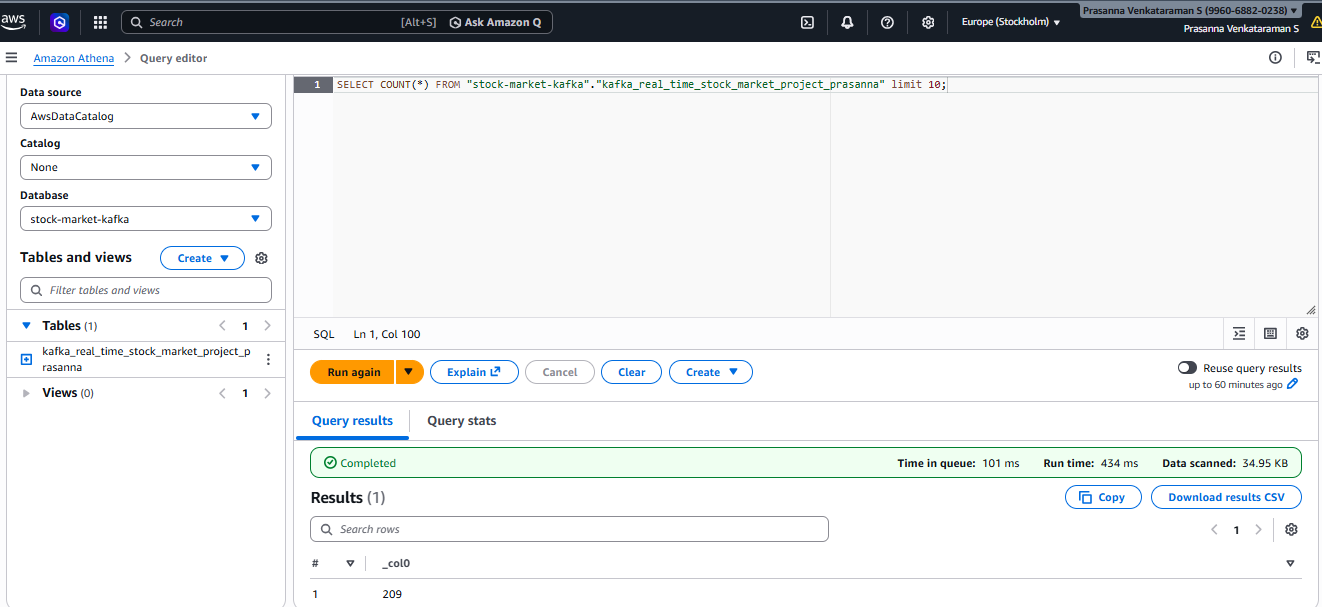 aws Search [Alt+S] Ask Amazon Q Europe (Stockholm) Prasanna Venkataraman S (9960-6882-0238)
Prasanna Venkataraman S
Amazon Athena > Query editor
Data source
AwsDataCatalog
Catalog
None
Database
stock-market-kafka
Tables and views Create
Filter tables and views
Tables (1) 1
kafka_real_time_stock_market_project_p
rasanna
Views (0) 1
1 SELECT COUNT(*) FROM "stock-market-kafka"."kafka_real_time_stock_market_project_prasanna" limit 10;
SQL Ln 1, Col 100
Run again Explain Cancel Clear Create
Reuse query results
up to 60 minutes ago
Query results Query stats
Completed Time in queue: 101 ms Run time: 434 ms Data scanned: 34.95 KB
Results (1) Copy Download results CSV
Search rows 1
# _col0
1 209